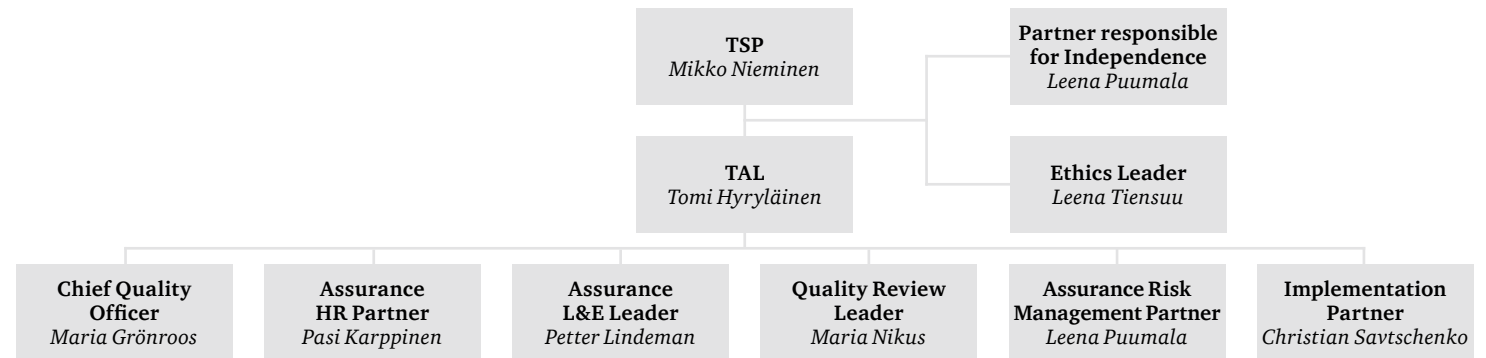 TSP
Mikko Nieminen
Partner responsible
for Independence
Leena Puumala
TAL
Tomi Hyryläinen
Ethics Leader
Leena Tiensuu
Chief Quality
Officer
Maria Grönroos
Assurance
HR Partner
Pasi Karppinen
Assurance
L&E Leader
Petter Lindeman
Quality Review
Leader
Maria Nikus
Assurance Risk
Management Partner
Leena Puumala
Implementation
Partner
Christian Savtschenko